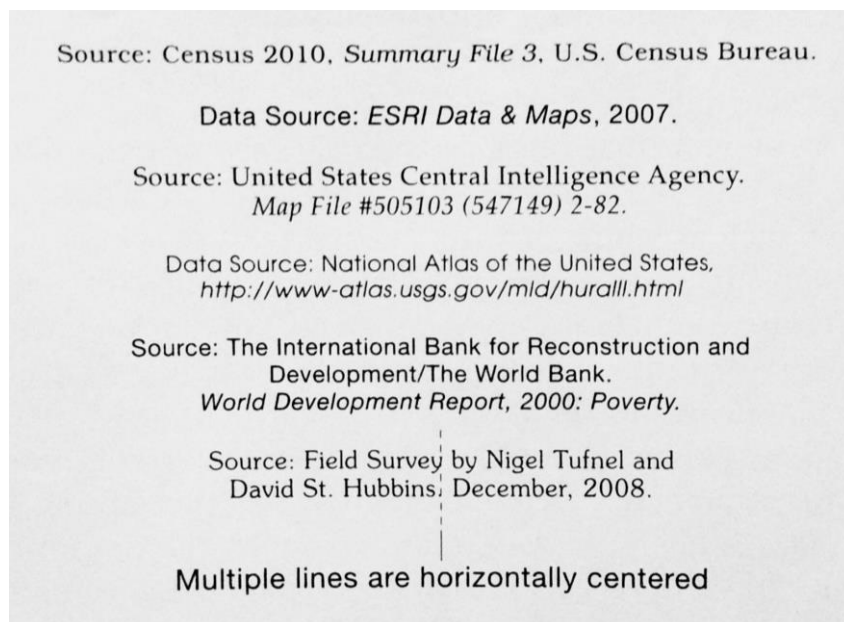 Source: Census 2010, Summary File 3, U.S. Census Bureau.
Data Source: ESRI Data & Maps, 2007.
Source: United States Central Intelligence Agency.
Map File #505103 (547149) 2-82.
Data Source: National Atlas of the United States,
http://www-atlas.usgs.gov/mld/huralll.html
Source: The International Bank for Reconstruction and
Development/The World Bank.
World Development Report, 2000: Poverty.
Source: Field Survey by Nigel Tufnel and
David St. Hubbins, December, 2008.
Multiple lines are horizontally centered